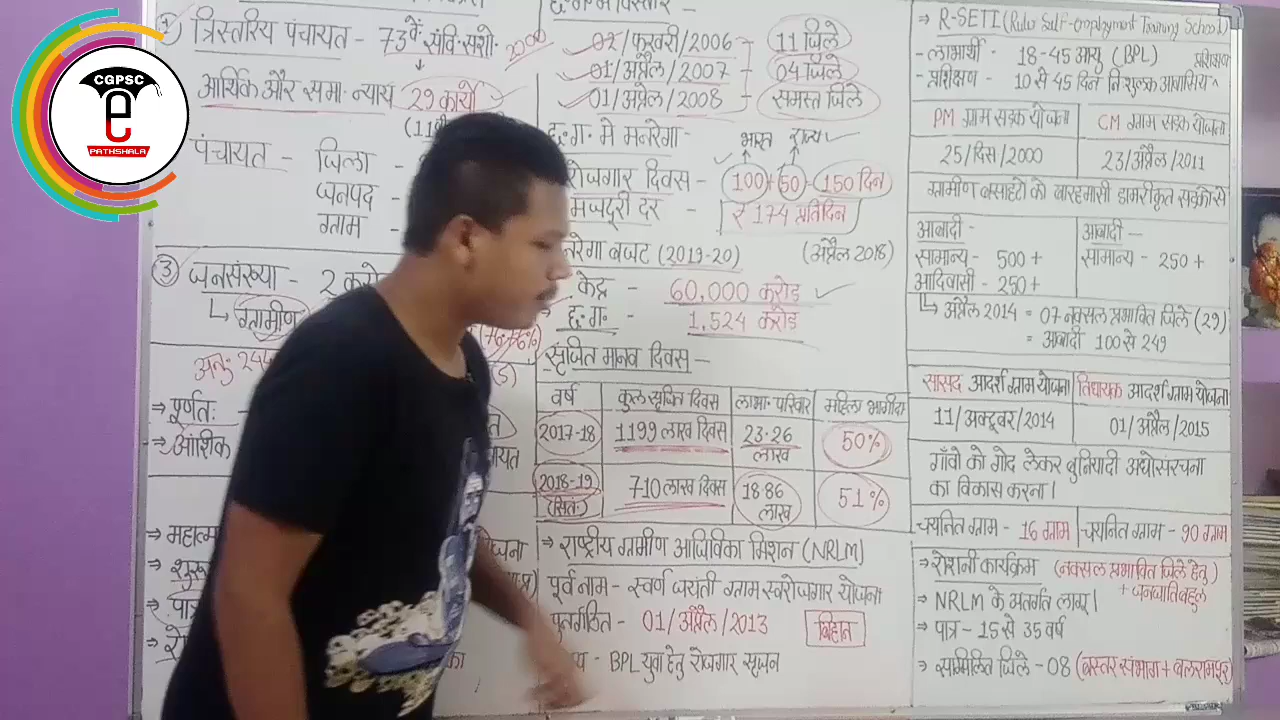 CGPSC
e
PATHSHALA
① त्रिस्तरिय पंचायत - 73वें संवि. संशो.
आर्थिक और समा. न्याय 29 कार्यो
पंचायत - जिला -
जनपद -
ग्राम -
③ जनसंख्या - 2
ग्रामीण
अनुः
⇒ पूर्णतः -
⇒ आंशिक
⇒
छ. ग. में विस्तार -
02/फरवरी/2006 - 11 जिले
01/अप्रैल/2007 - 04 जिले
01/अप्रैल/2008 - समस्त जिले
छ. ग. मे मनरेगा- भारत राज्य
रोजगार दिवस - 100+50=150 दिन
मजदूरी दर - ₹ 174 प्रतिदिन
बजट (2019-20) (अप्रैल 2018)
केंद्र - 60,000 करोड
छ. ग. - 1,524 करोड
सृजित मानव दिवस -
वर्ष कुल सृजित दिवस लाभा. परिवार महिला भागीदा
2017-18 1199 लाख दिवस 23.26 लाख 50%
2018-19 (सित.) 710 लाख दिवस 18.86 लाख 51%
⇒ राष्ट्रीय ग्रामीण आजिविका मिशन (NRLM)
पूर्व नाम - स्वर्ण जयंती ग्राम स्वरोजगार योजना
पुनर्गठित - 01/अप्रैल/2013 बिहान
- BPL युवा हेतु रोजगार सृजन
⇒ R-SETI (Rular Self-employment Training School)
- लाभार्थी - 18-45 आयु (BPL)
- प्रशिक्षण - 10 से 45 दिन निःशुल्क आवासिय प्रशिक्षण
PM ग्राम सड़क योजना CM ग्राम सड़क योजना
25/दिस/2000 23/अप्रैल/2011
ग्रामीण बसाहटो को बारहमासी डामरीकृत सड़को से
आबादी - आबादी -
सामान्य - 500 + सामान्य - 250 +
आदिवासी - 250 +
अप्रैल 2014 = 07 नक्सल प्रभावित जिले (29)
= आबादी 100 से 249
सांसद आदर्श ग्राम योजना विधायक आदर्श ग्राम योजना
11/अक्टूबर/2014 01/अप्रैल/2015
गाँवो को गोद लेकर बुनियादी अधोसंरचना
का विकास करना।
चयनित ग्राम - 16 ग्राम चयनित ग्राम - 90 ग्राम
⇒ रोशनी कार्यक्रम (नक्सल प्रभावित जिले हेतु)
+ जनजाति बहुल
⇒ NRLM के अंतर्गत लागू।
⇒ पात्र - 15 से 35 वर्ष
⇒ सम्मिलित जिले - 08 (बस्तर संभाग + बलरामपुर)